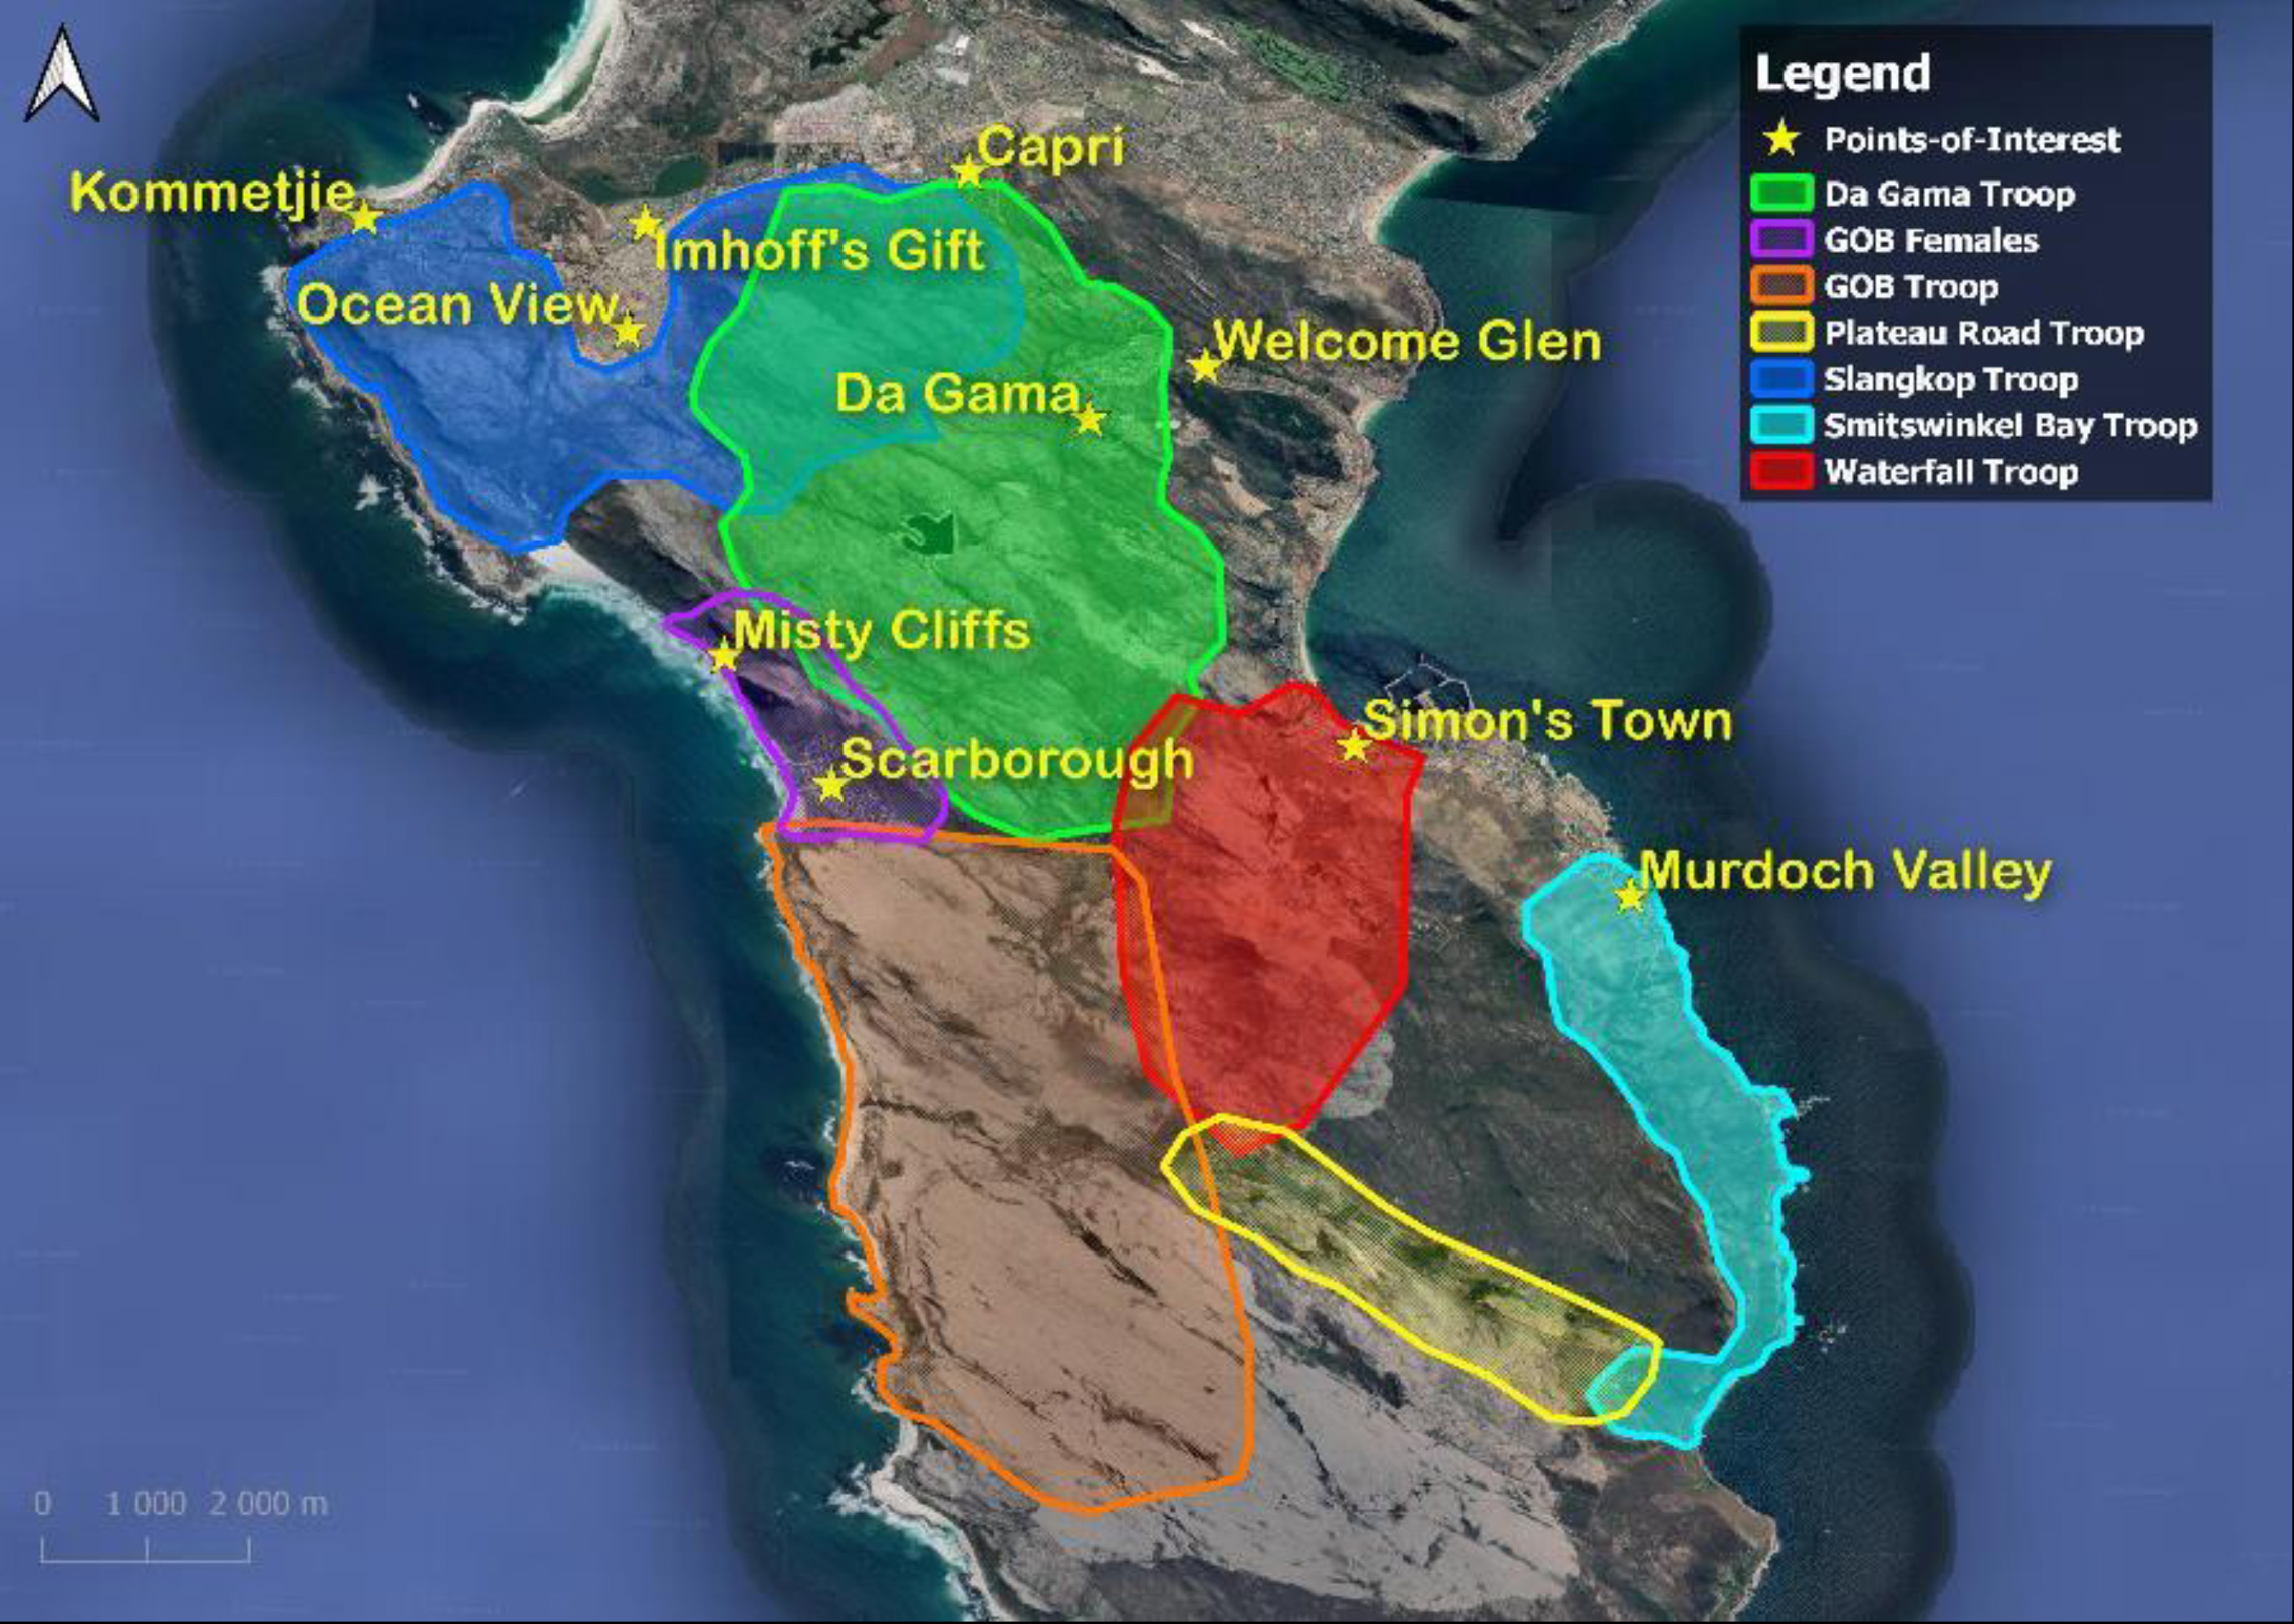 Legend
Points-of-Interest
Da Gama Troop
GOB Females
GOB Troop
Plateau Road Troop
Slangkop Troop
Smitswinkel Bay Troop
Waterfall Troop
Capri
Kommetjie
Imhoff's Gift
Ocean View
Welcome Glen
Da Gama
Misty Cliffs
Simon's Town
Scarborough
Murdoch Valley
0 1 000 2 000 m